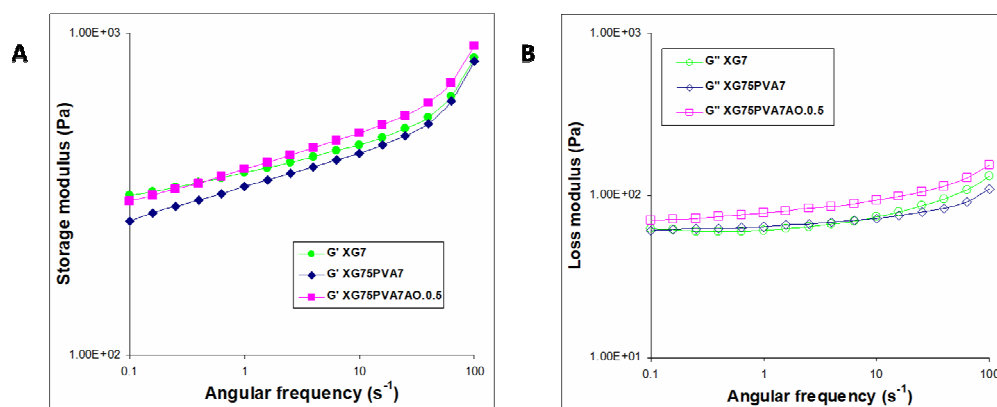 A
Storage modulus (Pa)
1.00E+03
1.00E+02
0.1 1 10 100
Angular frequency (s-1)
G' XG7
G' XG75PVA7
G' XG75PVA7AO.0.5
B
Loss modulus (Pa)
1.00E+03
1.00E+02
1.00E+01
0.1 1 10 100
Angular frequency (s-1)
G'' XG7
G'' XG75PVA7
G'' XG75PVA7AO.0.5